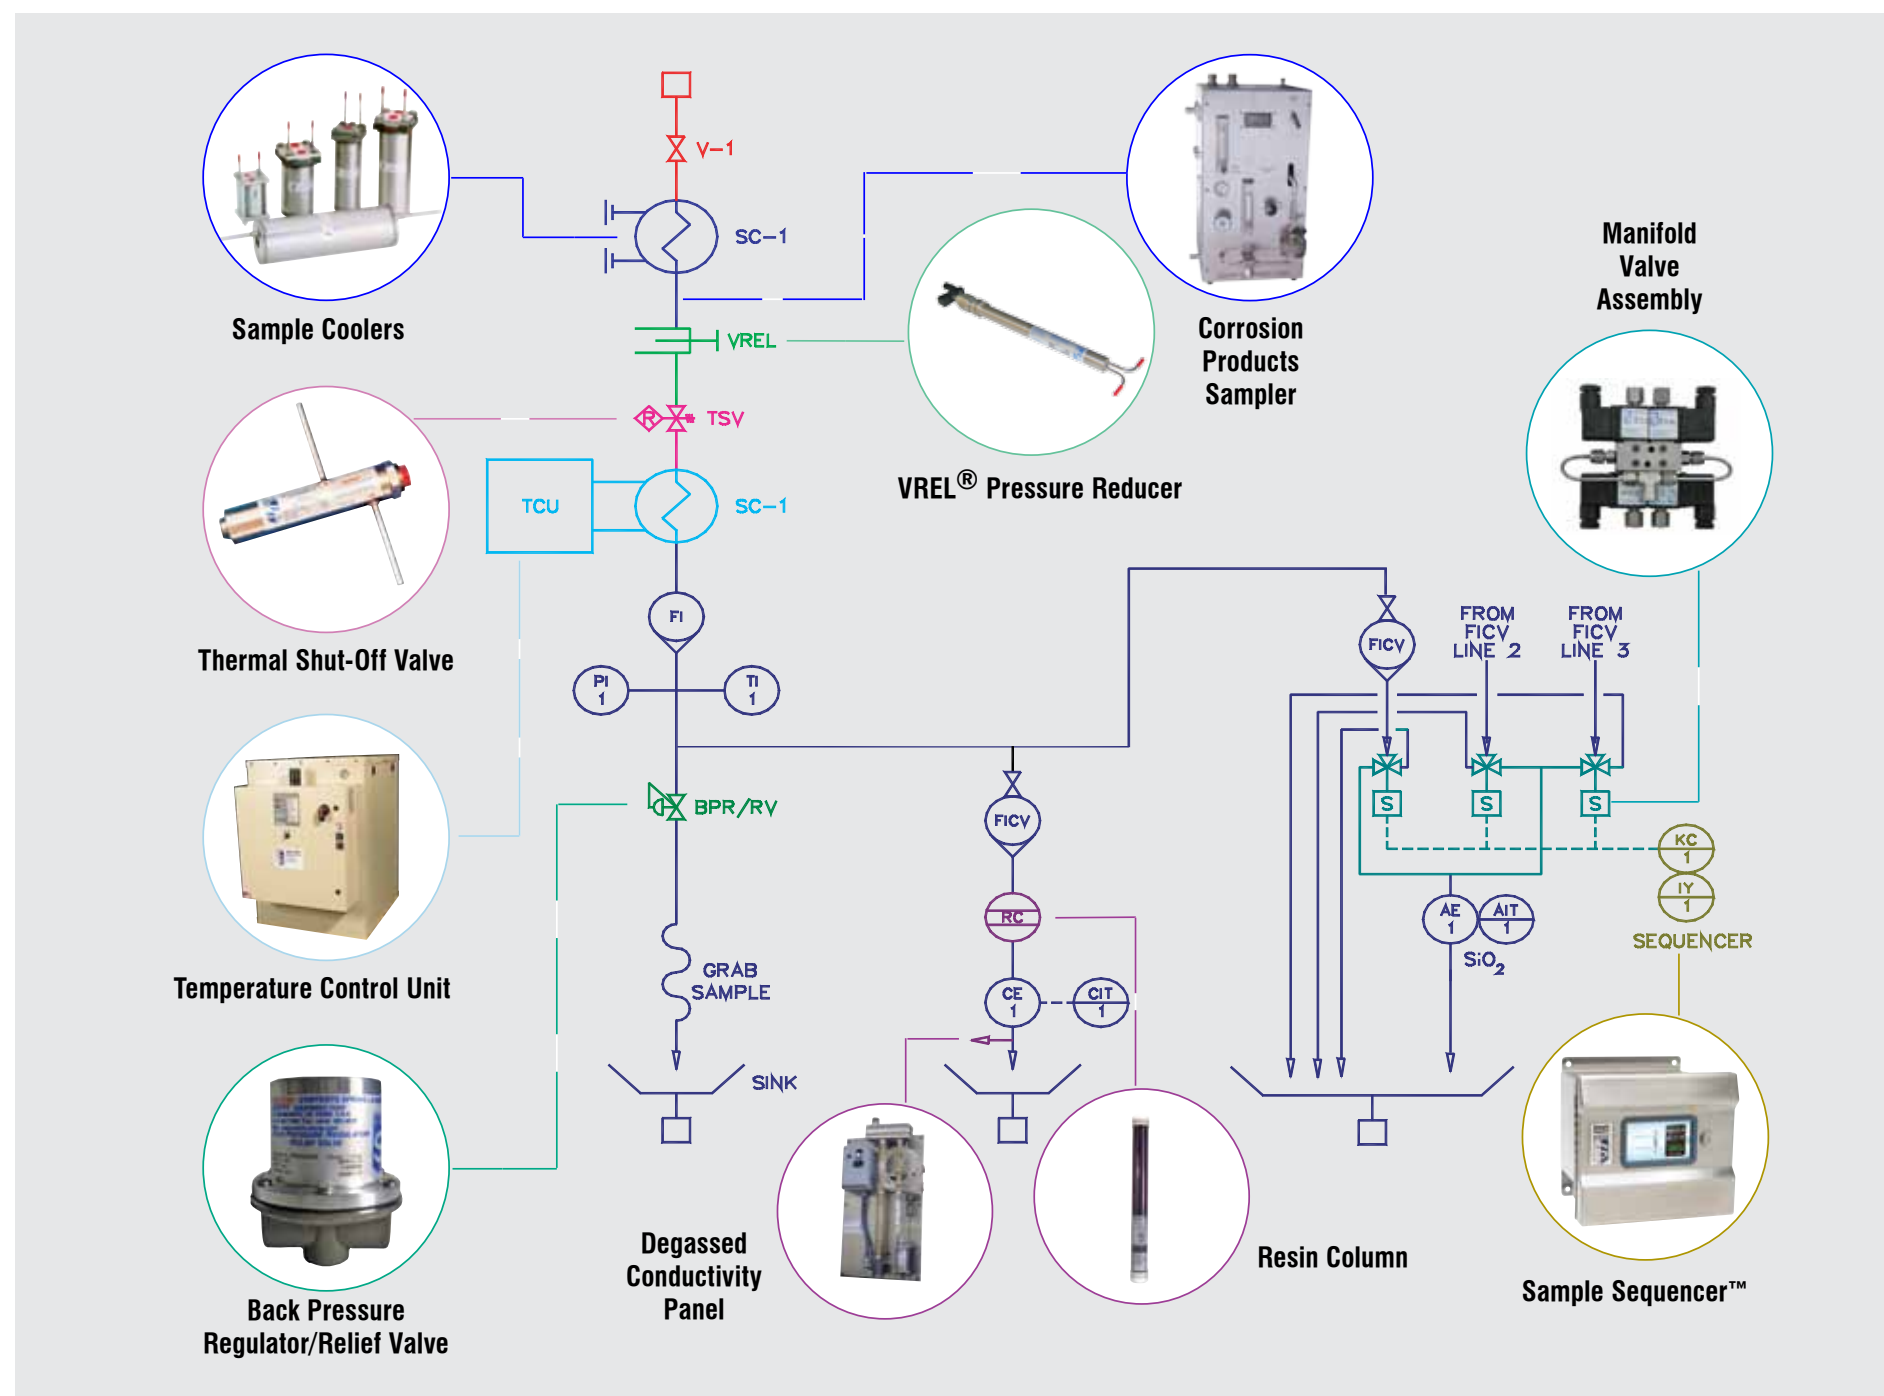 V-1
SC-1
Sample Coolers
Corrosion
Products
Sampler
Manifold
Valve
Assembly
VREL
VREL® Pressure Reducer
R
TSV
Thermal Shut-Off Valve
TCU
SC-1
FI
PI
1
TI
1
Temperature Control Unit
BPR/RV
Back Pressure
Regulator/Relief Valve
GRAB
SAMPLE
SINK
FICV
RC
CE
1
CIT
1
Degassed
Conductivity
Panel
Resin Column
FICV
FROM
FICV
LINE 2
FROM
FICV
LINE 3
S
S
S
KC
1
IY
1
SEQUENCER
AE
1
AIT
1
SiO2
Sample Sequencer™